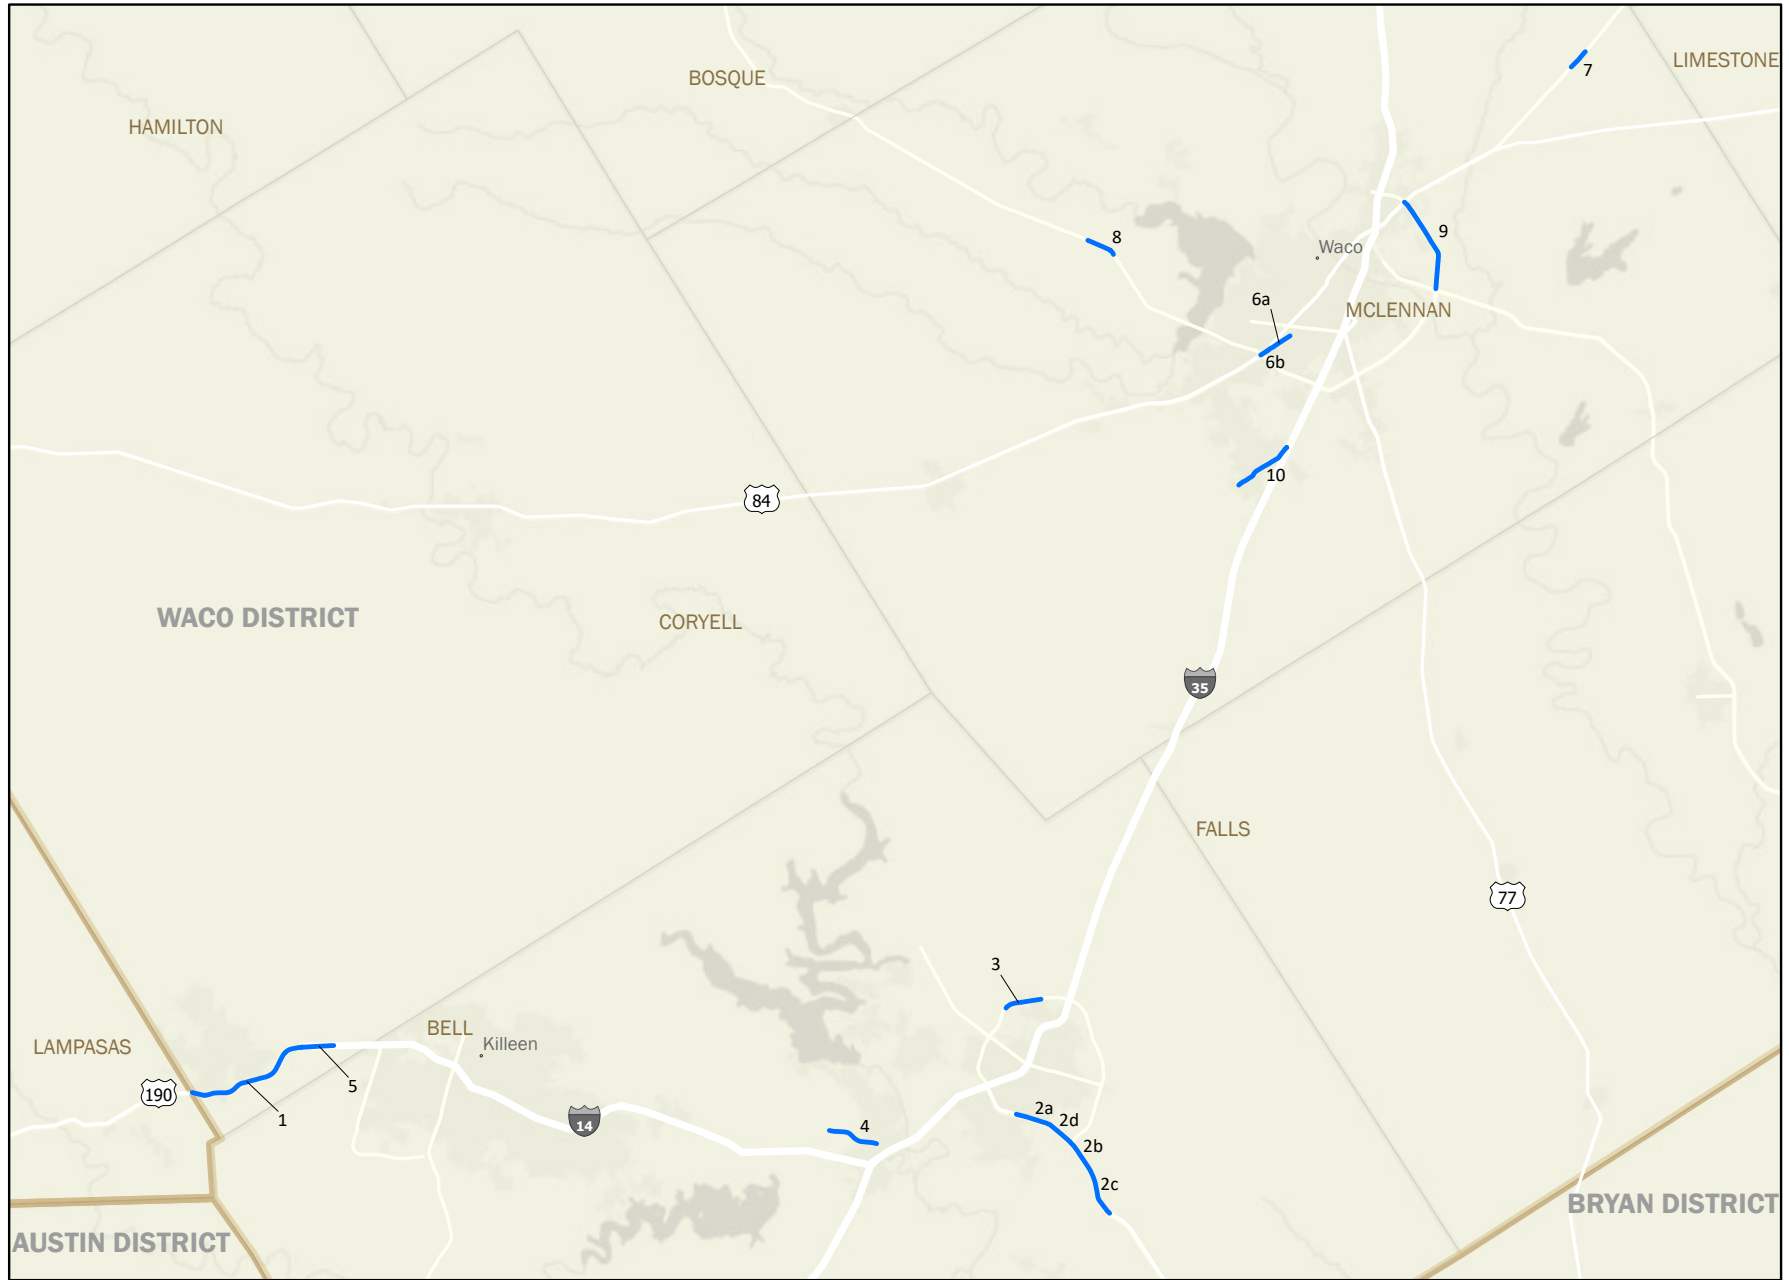 LIMESTONE
7
BOSQUE
HAMILTON
9
8
Waco
6a
MCLENNAN
6b
10
84
WACO DISTRICT
CORYELL
35
FALLS
77
3
BELL
Killeen
LAMPASAS
5
190
1
14
4
2a
2d
2b
2c
BRYAN DISTRICT
AUSTIN DISTRICT